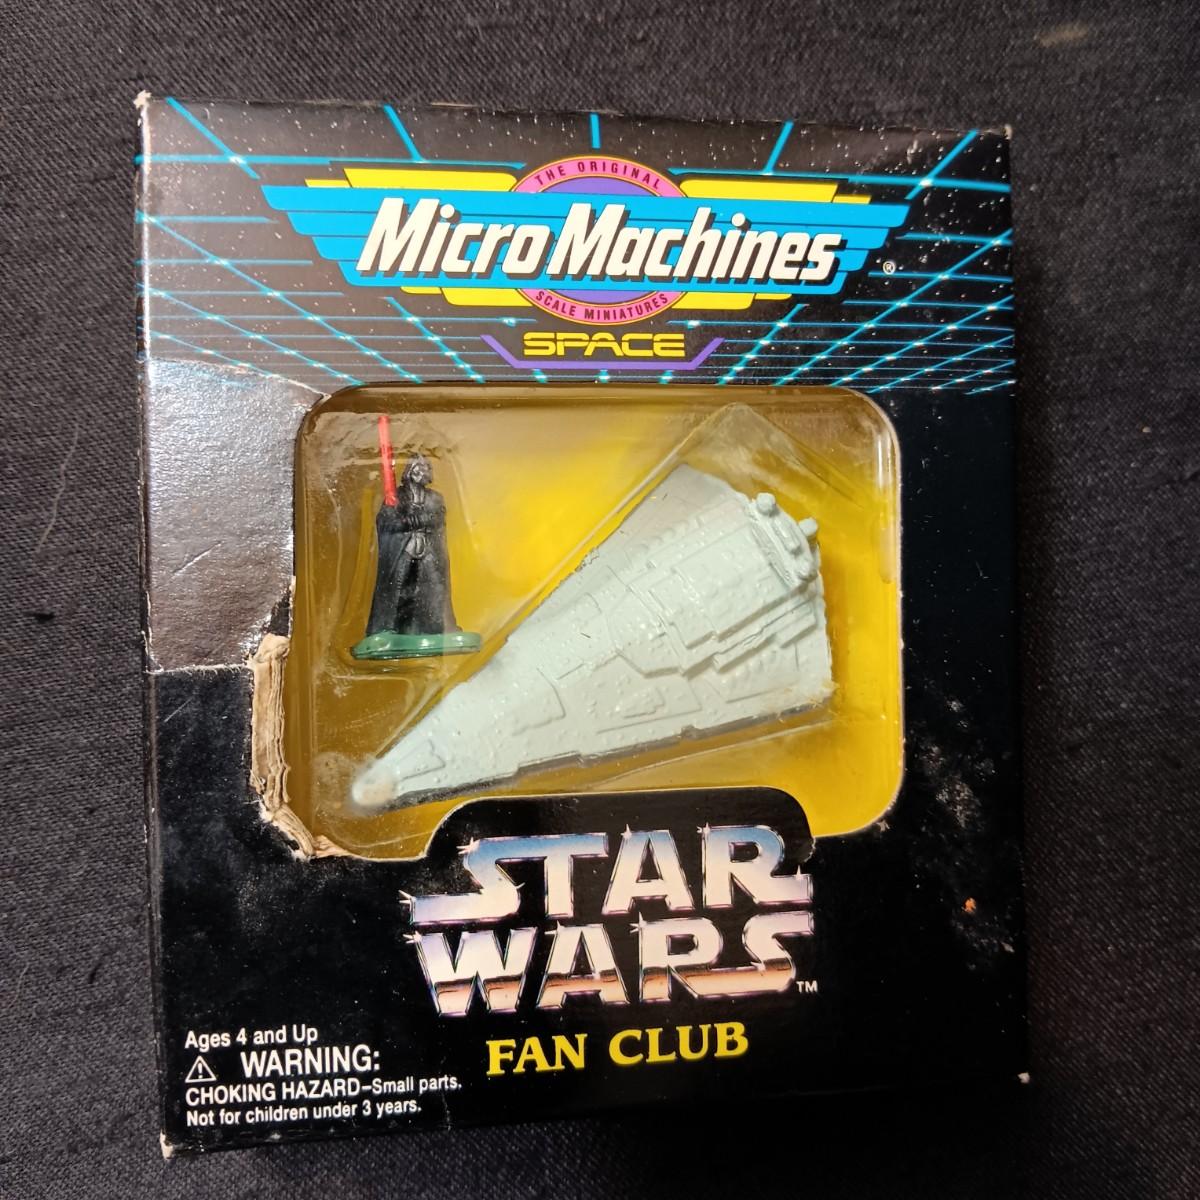 THE ORIGINAL
Micro Machines ®
SCALE MINIATURES
SPACE
STAR
WARS TM
FAN CLUB
Ages 4 and Up
WARNING:
CHOKING HAZARD–Small parts.
Not for children under 3 years.